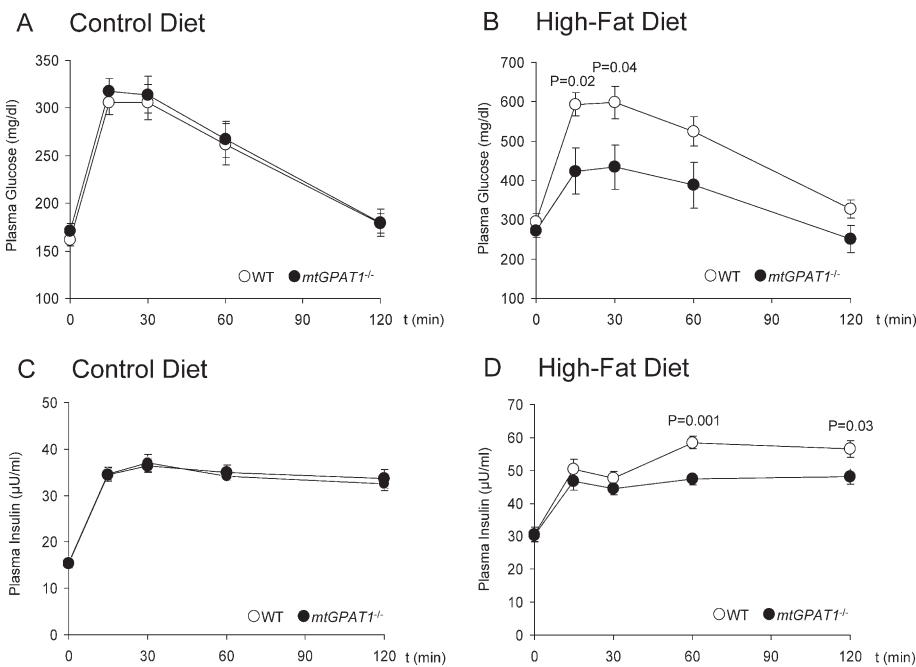 A Control Diet
Plasma Glucose (mg/dl)
350
300
250
200
150
100
0 30 60 90 120 t (min)
WT mtGPAT1-/-
B High-Fat Diet
Plasma Glucose (mg/dl)
700
600
500
400
300
200
100
0 30 60 90 120 t (min)
P=0.02
P=0.04
WT mtGPAT1-/-
C Control Diet
Plasma Insulin (µU/ml)
50
40
30
20
10
0
0 30 60 90 120 t (min)
WT mtGPAT1-/-
D High-Fat Diet
Plasma Insulin (µU/ml)
70
60
50
40
30
20
10
0
0 30 60 90 120 t (min)
P=0.001
P=0.03
WT mtGPAT1-/-